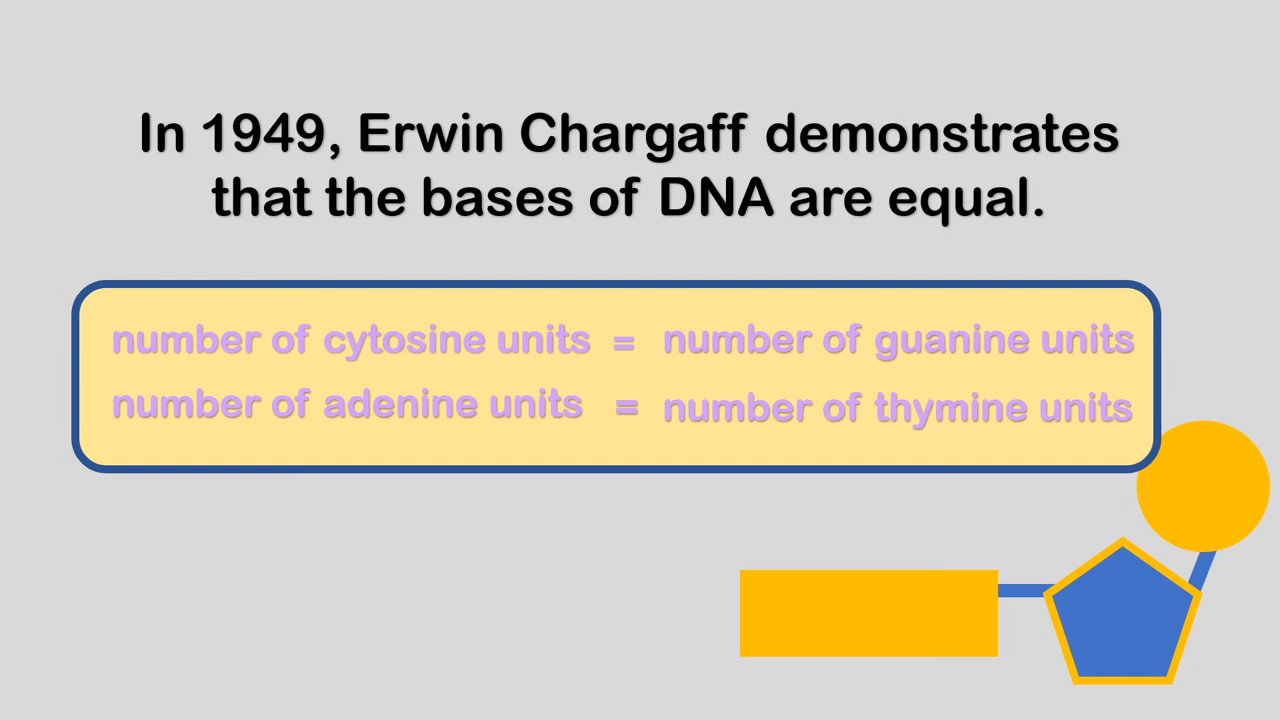 In 1949, Erwin Chargaff demonstrates
that the bases of DNA are equal.
number of cytosine units = number of guanine units
number of adenine units = number of thymine units